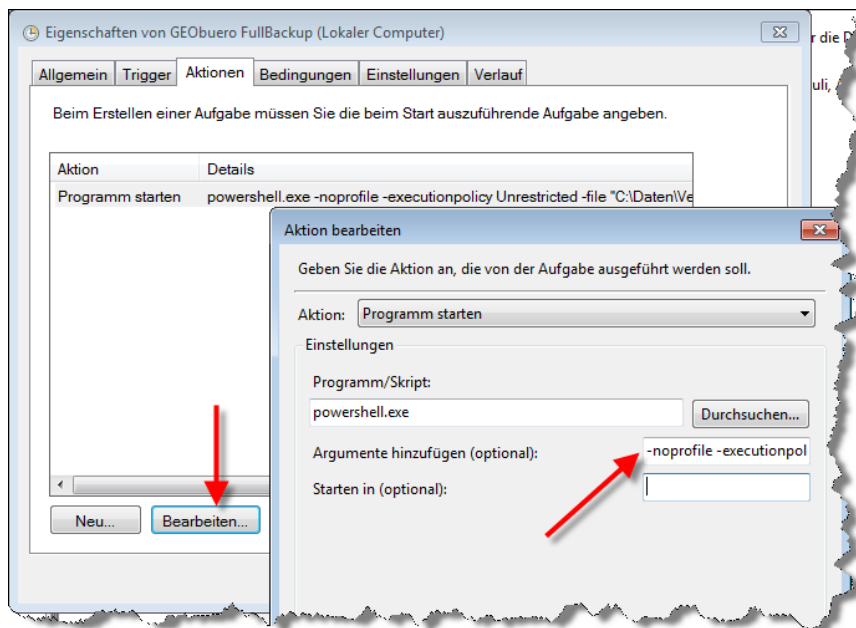 Eigenschaften von GEObuero FullBackup (Lokaler Computer)
Allgemein Trigger Aktionen Bedingungen Einstellungen Verlauf
Beim Erstellen einer Aufgabe müssen Sie die beim Start auszuführende Aufgabe angeben.
Aktion Details
Programm starten powershell.exe -noprofile -executionpolicy Unrestricted -file "C:\Daten\Ve
Neu... Bearbeiten...
Aktion bearbeiten
Geben Sie die Aktion an, die von der Aufgabe ausgeführt werden soll.
Aktion: Programm starten
Einstellungen
Programm/Skript:
powershell.exe Durchsuchen...
Argumente hinzufügen (optional): -noprofile -executionpol
Starten in (optional):
r die D
uli,